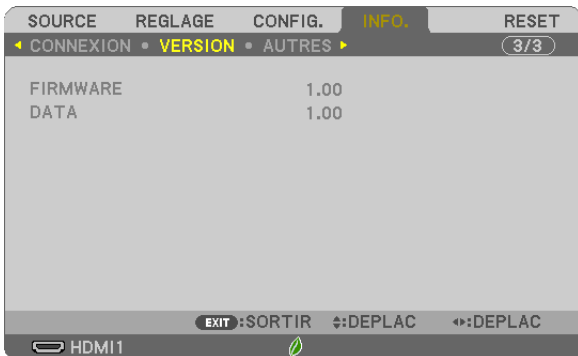 SOURCE REGLAGE CONFIG. INFO. RESET
CONNEXION • VERSION • AUTRES 3/3
FIRMWARE 1.00
DATA 1.00
EXIT :SORTIR :DEPLAC :DEPLAC
HDMI1